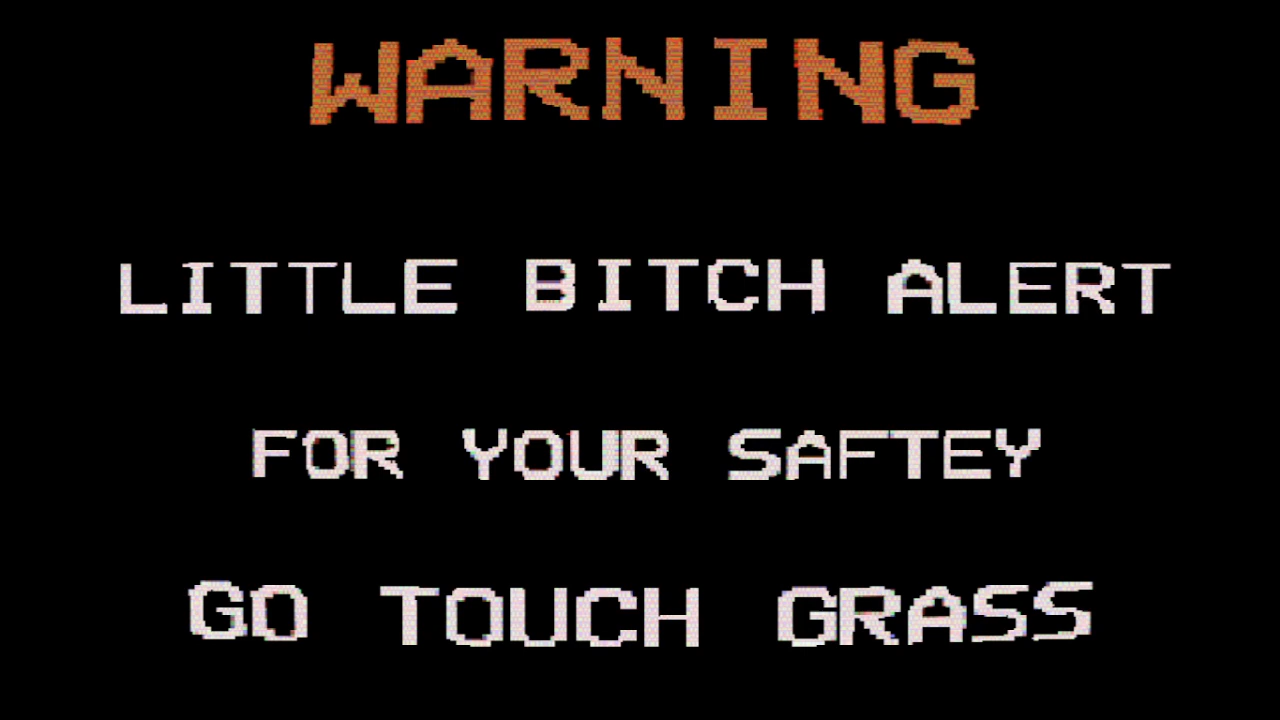 WARNING
LITTLE BITCH ALERT
FOR YOUR SAFTEY
GO TOUCH GRASS